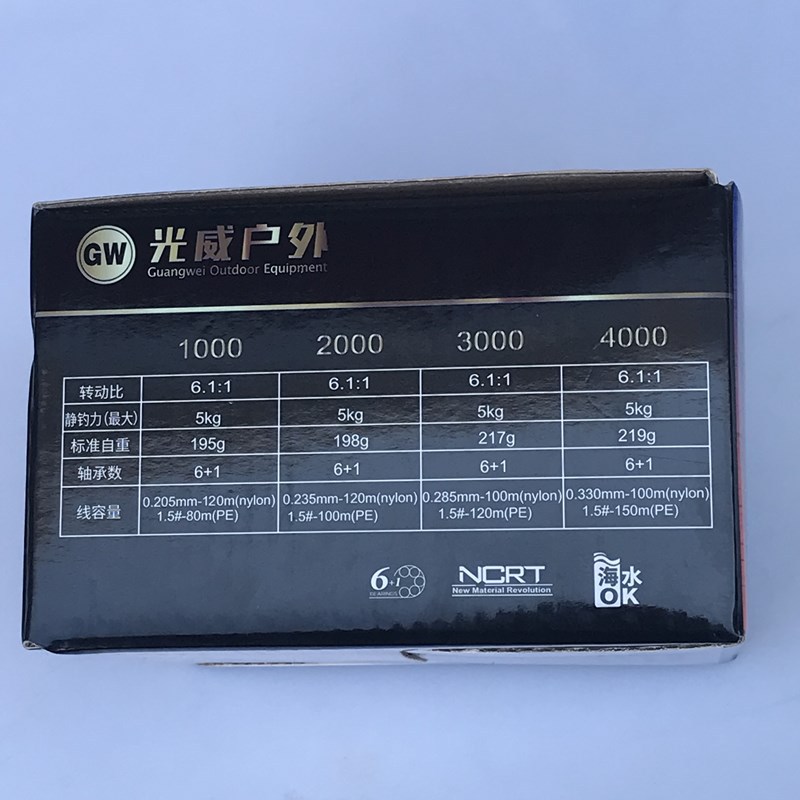 GW 光威户外
Guangwei Outdoor Equipment
1000 2000 3000 4000
转动比 6.1:1 6.1:1 6.1:1 6.1:1
静钓力(最大) 5kg 5kg 5kg 5kg
标准自重 195g 198g 217g 219g
轴承数 6+1 6+1 6+1 6+1
线容量 0.205mm-120m(nylon) 0.235mm-120m(nylon) 0.285mm-100m(nylon) 0.330mm-100m(nylon)
1.5#-80m(PE) 1.5#-100m(PE) 1.5#-120m(PE) 1.5#-150m(PE)
6+1 NCRT 海水
BEARINGS New Material Revolution OK